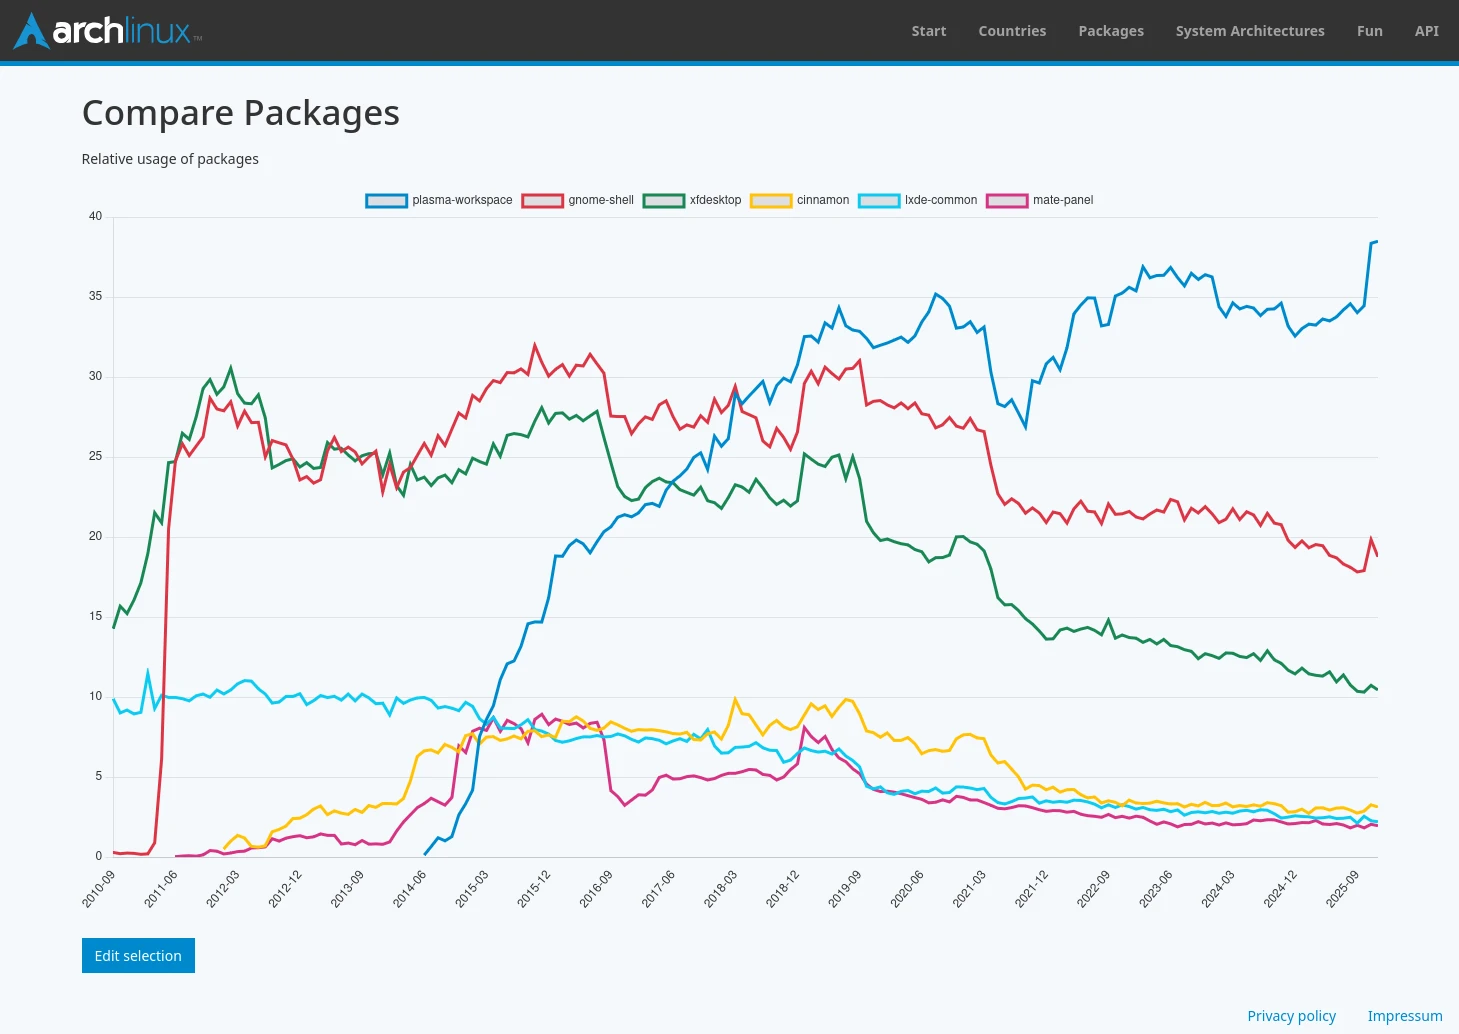 archlinux™
Start Countries Packages System Architectures Fun API
Compare Packages
Relative usage of packages
plasma-workspace gnome-shell xfdesktop cinnamon lxde-common mate-panel
40
35
30
25
20
15
10
5
0
2010-09 2011-06 2012-03 2012-12 2013-09 2014-06 2015-03 2015-12 2016-09 2017-06 2018-03 2018-12 2019-09 2020-06 2021-03 2021-12 2022-09 2023-06 2024-03 2024-12 2025-09
Edit selection
Privacy policy Impressum